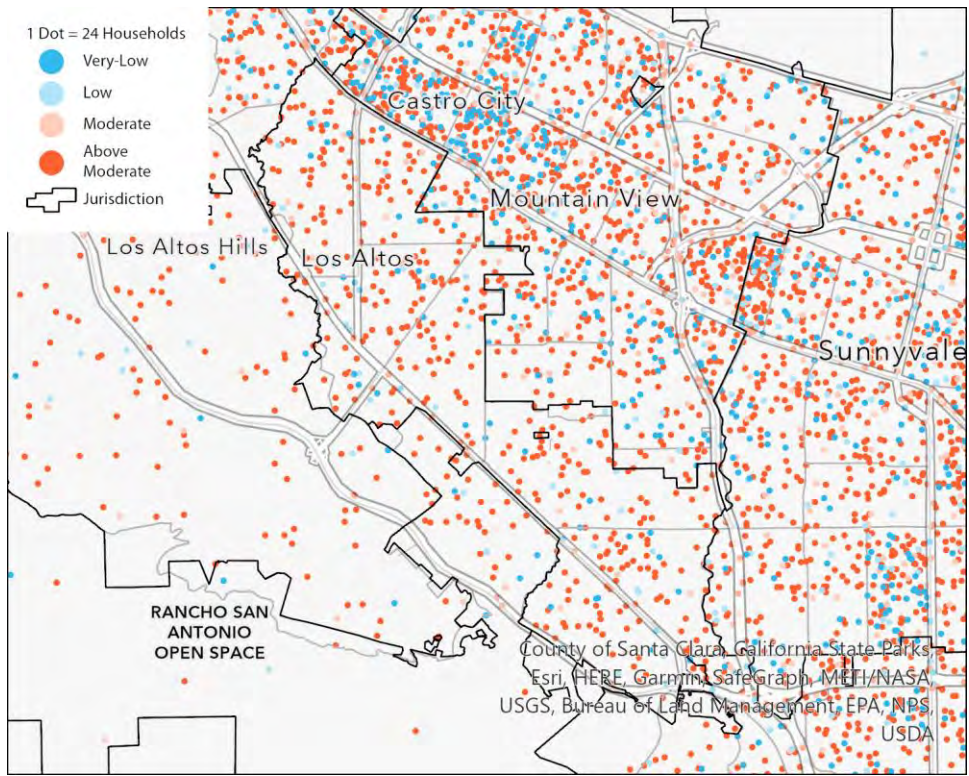 1 Dot = 24 Households
Very-Low
Low
Moderate
Above
Moderate
Jurisdiction
Castro City
Mountain View
Los Altos Hills
Los Altos
Sunnyvale
RANCHO SAN
ANTONIO
OPEN SPACE
County of Santa Clara, California State Parks
Esri, HERE, Garmin, SafeGraph, METI/NASA,
USGS, Bureau of Land Management, EPA, NPS,
USDA